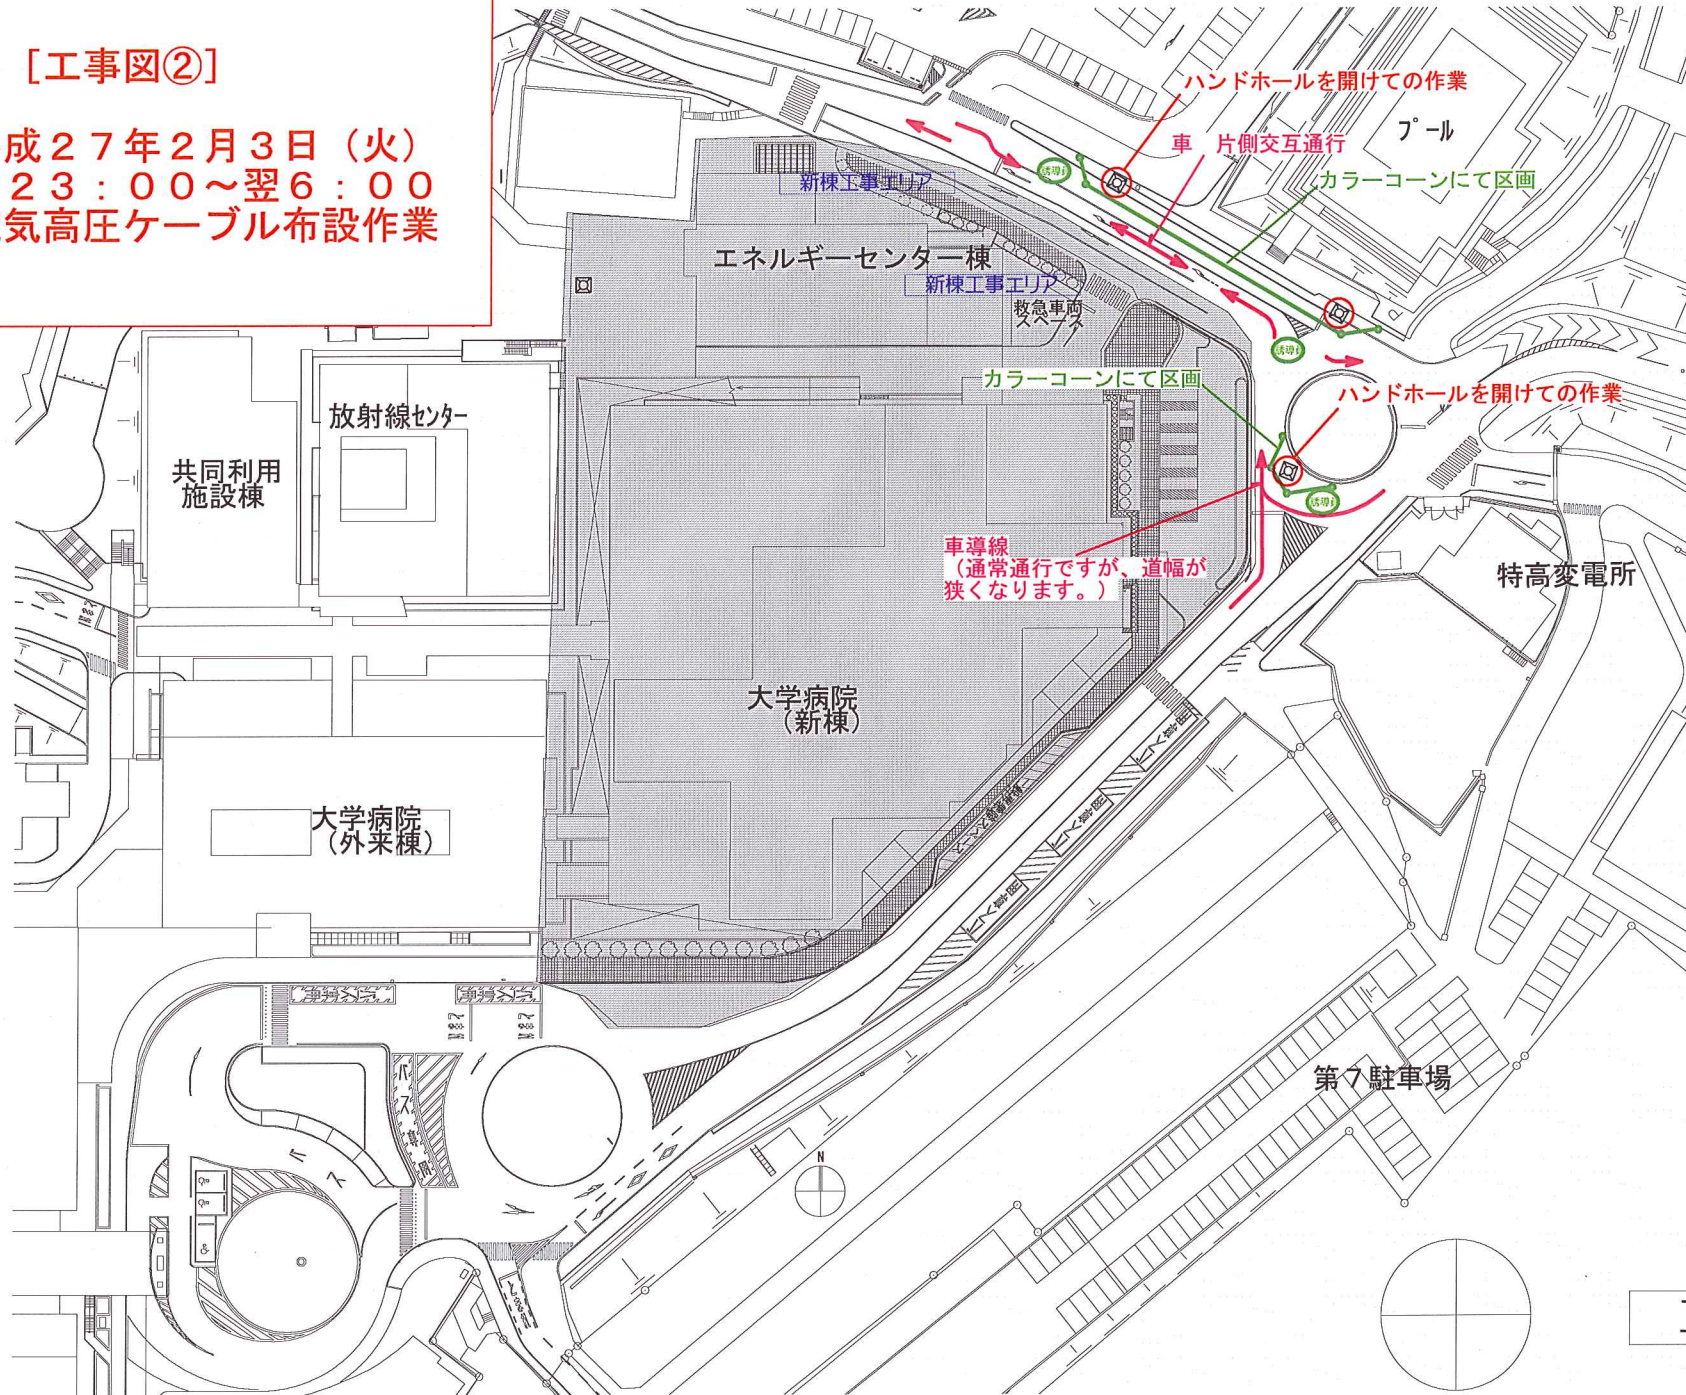 [工事図②]
成２７年２月３日（火）
２３：００～翌６：００
気高圧ケーブル布設作業
ハンドホールを開けての作業
プール
車　片側交互通行
カラーコーンにて区画
新棟工事エリア
エネルギーセンター棟
新棟工事エリア
救急車両
スペース
カラーコーンにて区画
ハンドホールを開けての作業
放射線センター
共同利用
施設棟
車導線
（通常通行ですが、道幅が
狭くなります。）
特高変電所
大学病院
（新棟）
大学病院
（外来棟）
第７駐車場
バス
バス
N